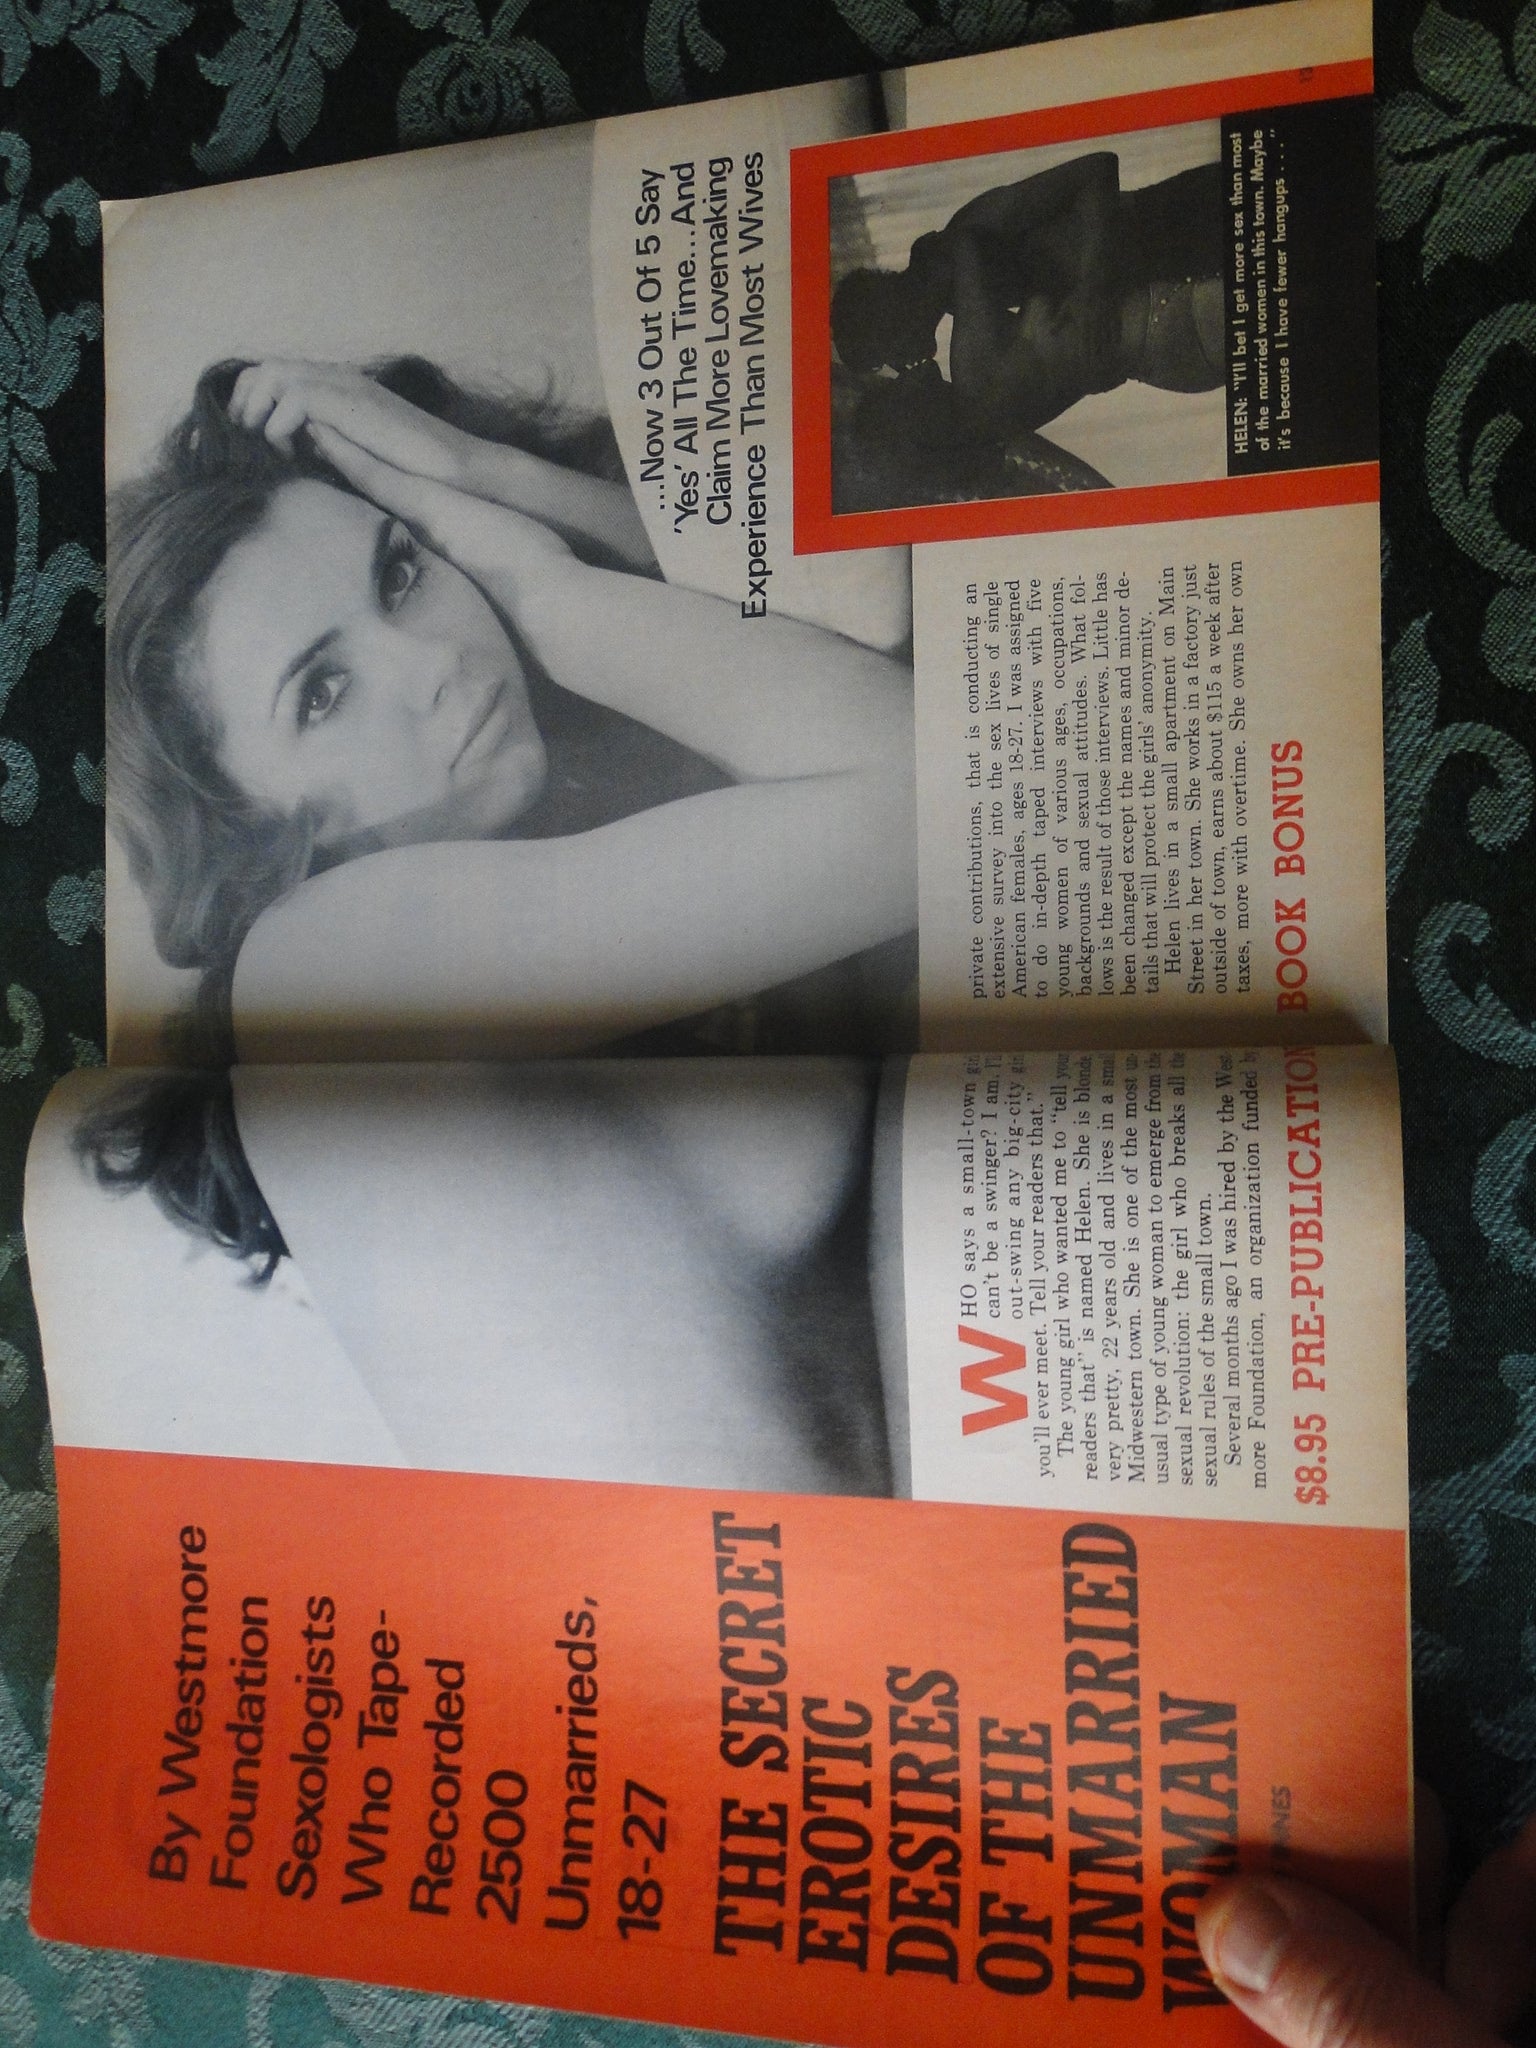 By Westmore
Foundation
Sexologists
Who Tape-
Recorded
2500
Unmarrieds,
18-27
THE SECRET
EROTIC
DESIRES
OF THE
UNMARRIED
WOMAN
WHO says a small-town girl
can't be a swinger? I am. I'll
out-swing any big-city girl
you'll ever meet. Tell your readers that."
The young girl who wanted me to "tell your
readers that" is named Helen. She is blonde
very pretty, 22 years old and lives in a small
Midwestern town. She is one of the most un-
usual type of young woman to emerge from the
sexual revolution: the girl who breaks all the
sexual rules of the small town.
Several months ago I was hired by the West-
more Foundation, an organization funded by
$8.95 PRE-PUBLICATION BOOK BONUS
...Now 3 Out Of 5 Say
'Yes' All The Time...And
Claim More Lovemaking
Experience Than Most Wives
private contributions, that is conducting an
extensive survey into the sex lives of single
American females, ages 18-27. I was assigned
to do in-depth taped interviews with five
young women of various ages, occupations,
backgrounds and sexual attitudes. What fol-
lows is the result of those interviews. Little has
been changed except the names and minor de-
tails that will protect the girls' anonymity.
Helen lives in a small apartment on Main
Street in her town. She works in a factory just
outside of town, earns about $115 a week after
taxes, more with overtime. She owns her own
HELEN: "I'll bet I get more sex than most
of the married women in this town. Maybe
it's because I have fewer hangups . . ."
13